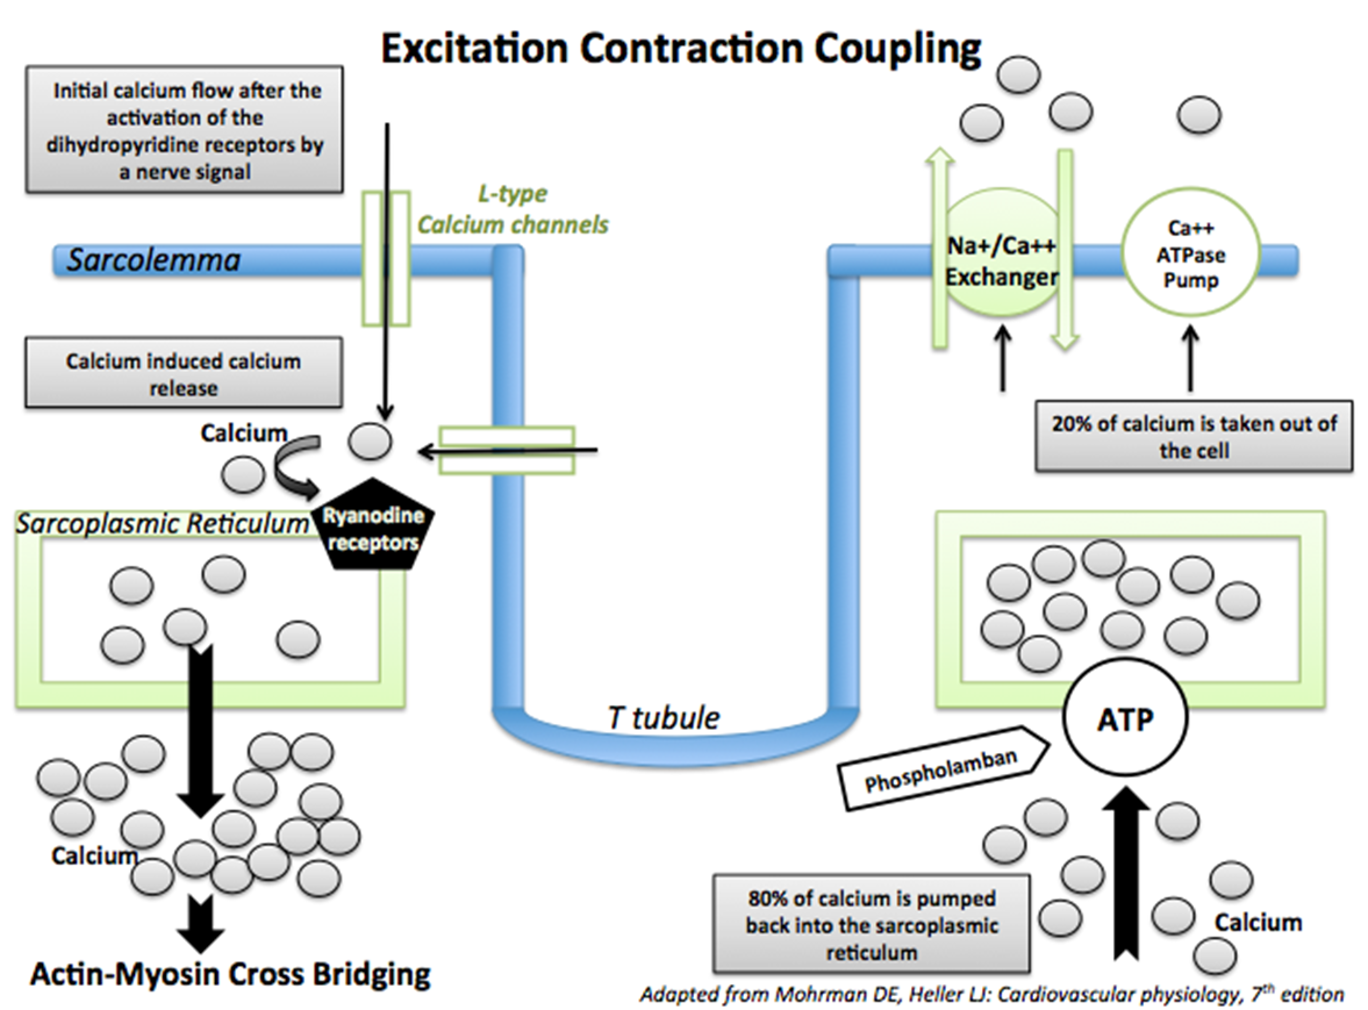 Excitation Contraction Coupling
Initial calcium flow after the
activation of the
dihydropyridine receptors by
a nerve signal
L-type
Calcium channels
Sarcolemma
Na+/Ca++
Exchanger
Ca++
ATPase
Pump
Calcium induced calcium
release
20% of calcium is taken out of
the cell
Calcium
Sarcoplasmic Reticulum
Ryanodine
receptors
T tubule
ATP
Phospholamban
Calcium
80% of calcium is pumped
back into the sarcoplasmic
reticulum
Calcium
Actin-Myosin Cross Bridging
Adapted from Mohrman DE, Heller LJ: Cardiovascular physiology, 7th edition